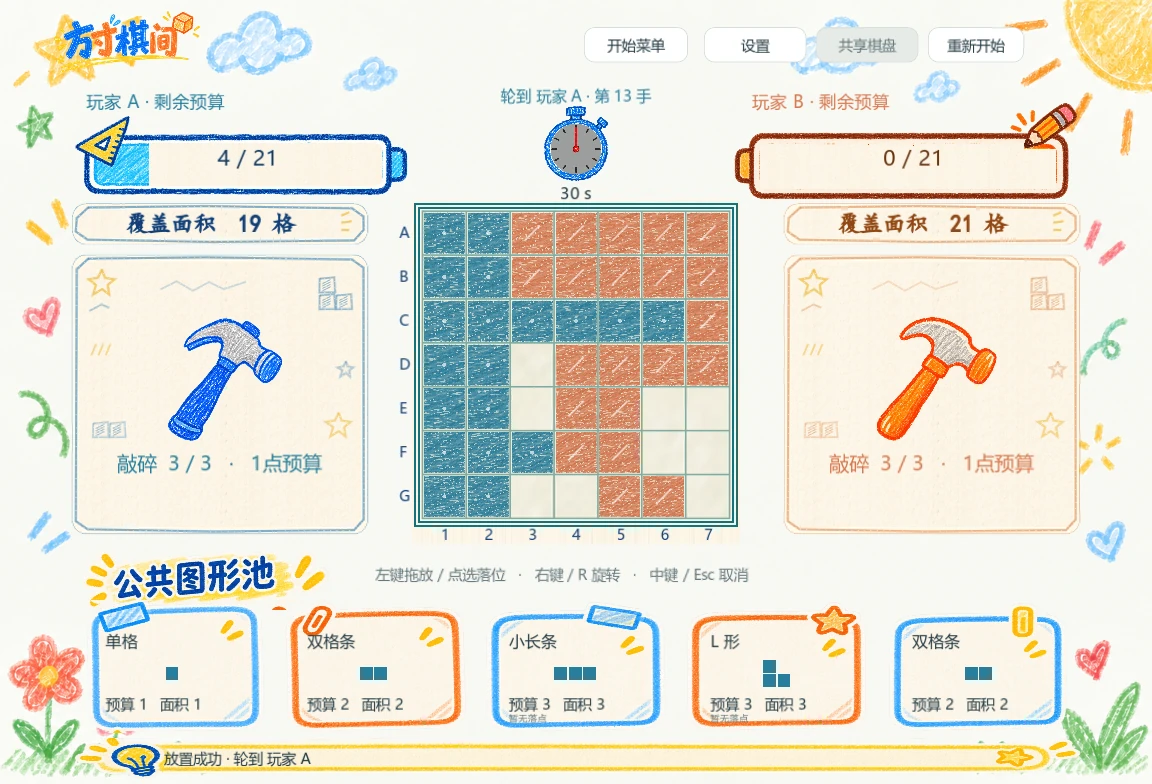 方寸棋间
开始菜单
设置
共享棋盘
重新开始
玩家 A · 剩余预算
轮到 玩家 A · 第 13 手
玩家 B · 剩余预算
4 / 21
0 / 21
30 s
覆盖面积 19 格
覆盖面积 21 格
A
B
C
D
E
F
G
敲碎 3 / 3 · 1点预算
敲碎 3 / 3 · 1点预算
1 2 3 4 5 6 7
公共图形池
左键拖放 / 点选落位 · 右键 / R 旋转 · 中键 / Esc 取消
单格
预算 1 面积 1
双格条
预算 2 面积 2
小长条
预算 3 面积 3
暂无落点
L 形
预算 3 面积 3
暂无落点
双格条
预算 2 面积 2
放置成功 · 轮到 玩家 A